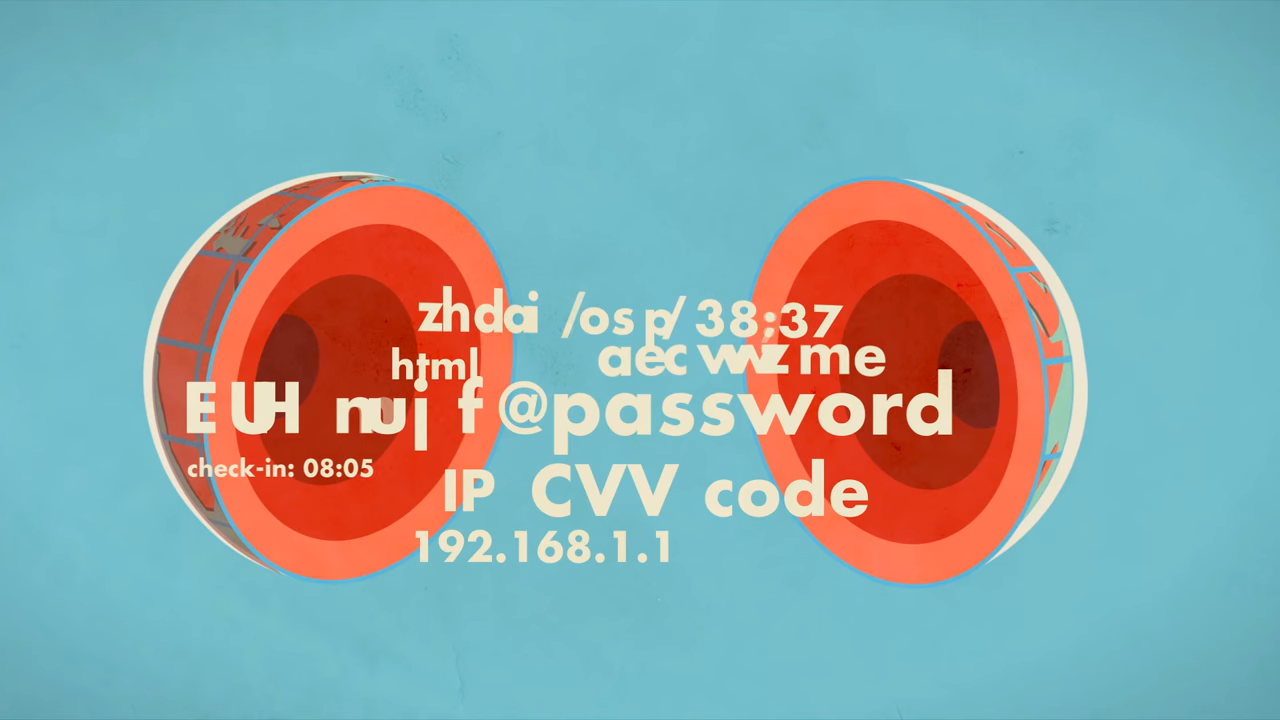 zhdai /os p/ 38:37
html aec wwz me
@password
check-in: 08:05
IP CVV code
192.168.1.1